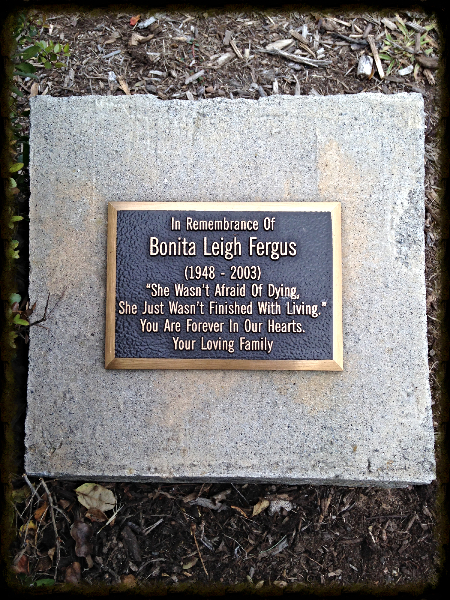 In Remembrance Of
Bonita Leigh Fergus
(1948 - 2003)
"She Wasn't Afraid Of Dying,
She Just Wasn't Finished With Living."
You Are Forever In Our Hearts.
Your Loving Family